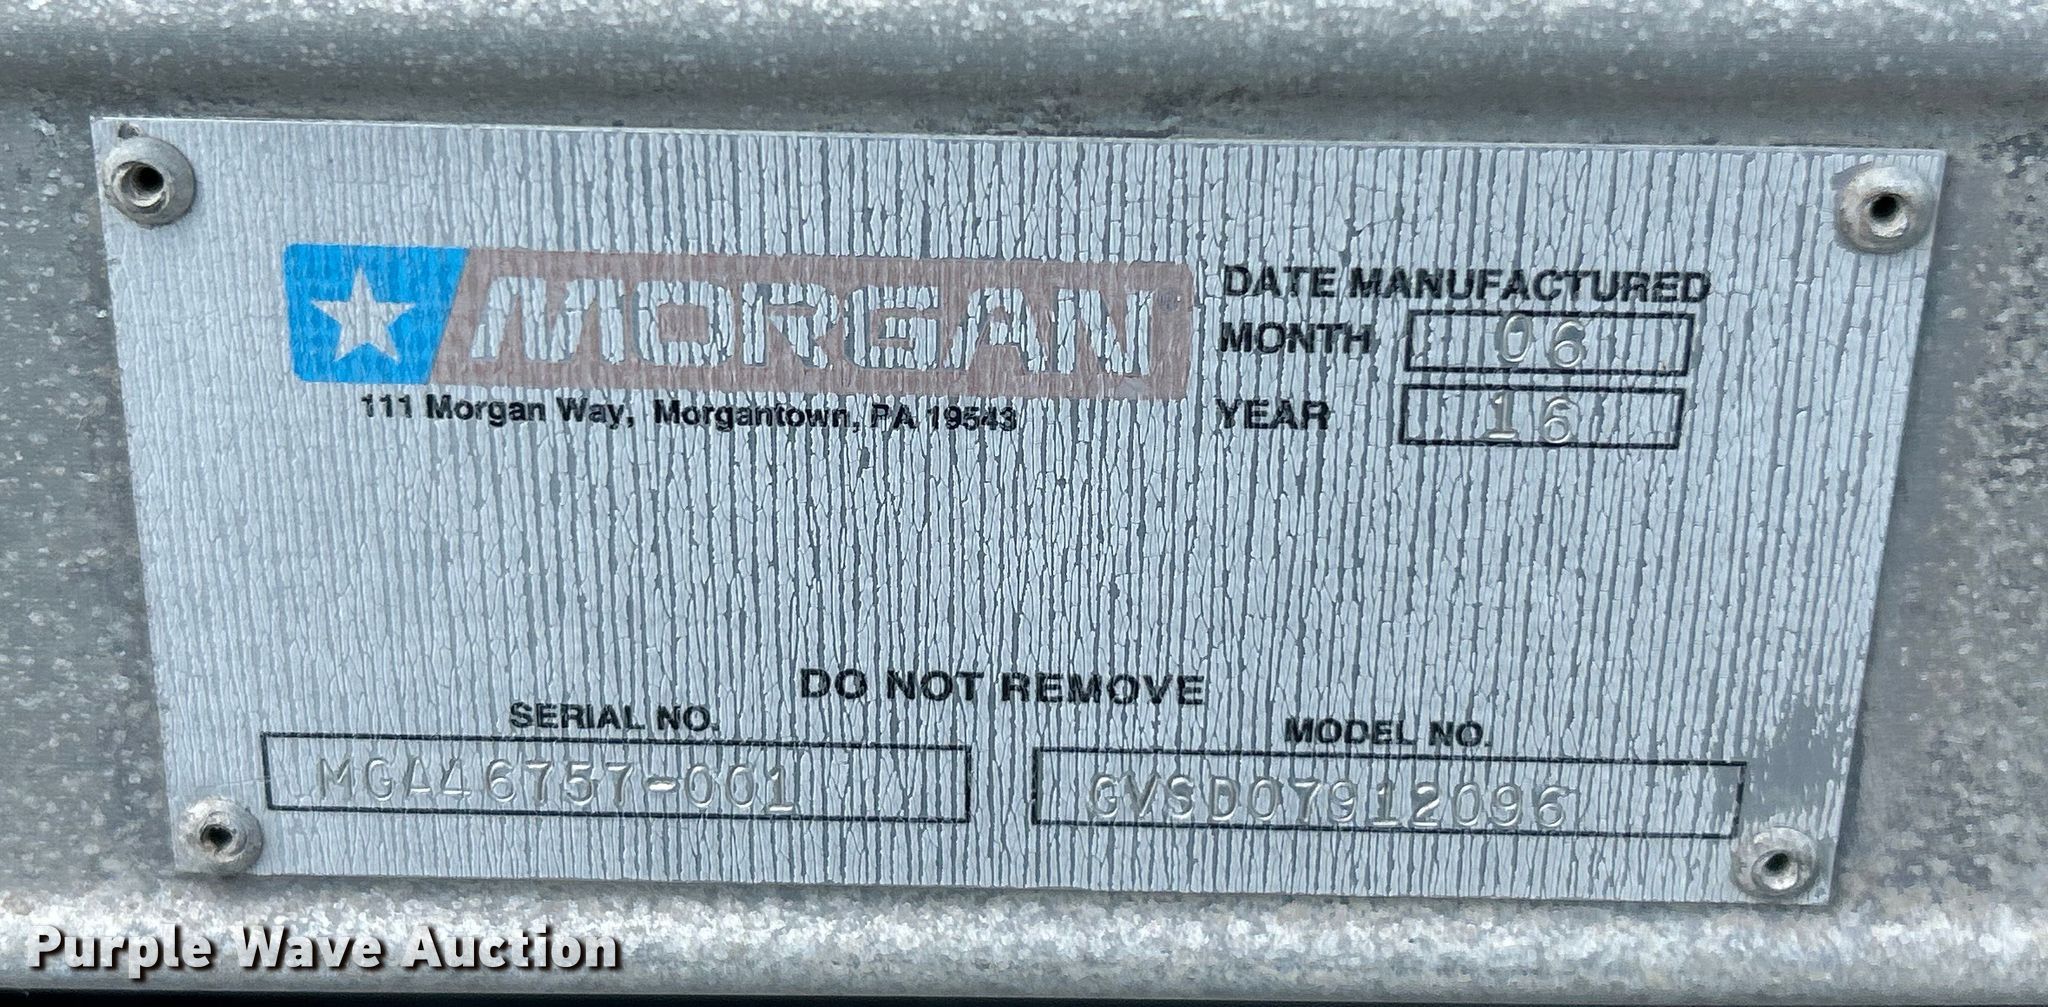 MORGAN
111 Morgan Way, Morgantown, PA 19543
DATE MANUFACTURED
MONTH 06
YEAR 16
DO NOT REMOVE
SERIAL NO.
MGA46757-001
MODEL NO.
GVSD07912096
Purple Wave Auction